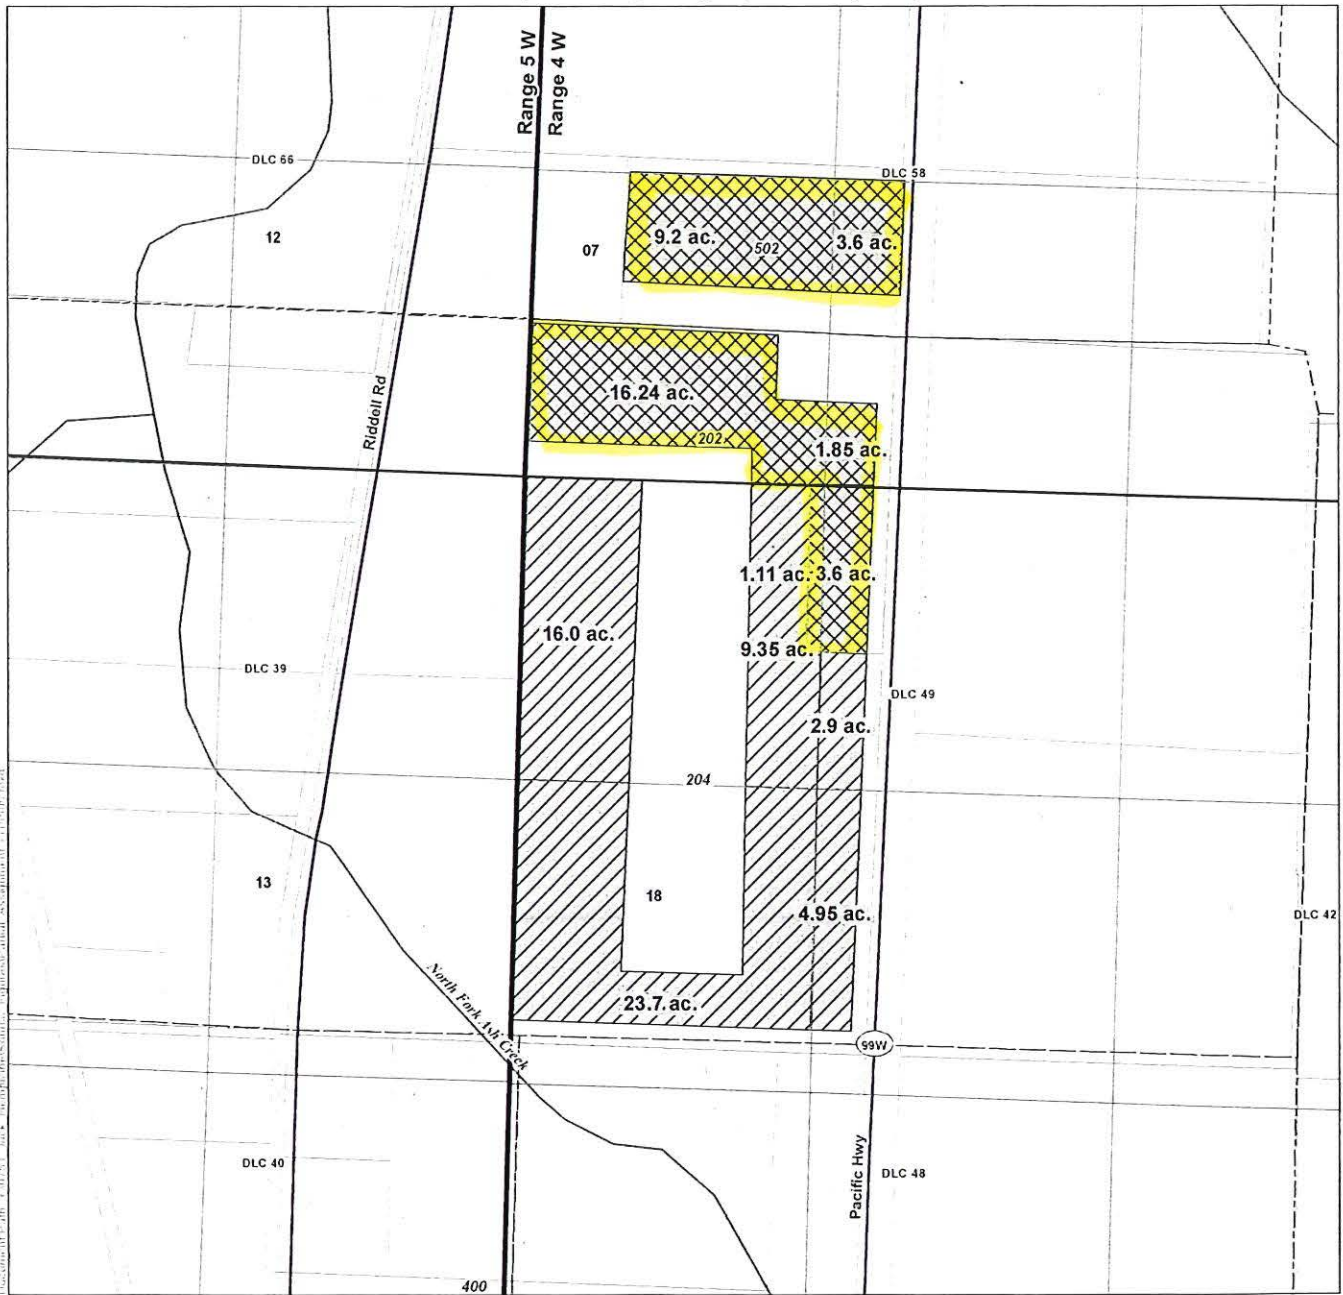 Range 5 W
Range 4 W
DLC 66
DLC 58
12
07
9.2 ac.
502
3.6 ac.
16.24 ac.
Riddell Rd
202
1.85 ac.
1.11 ac.
3.6 ac.
16.0 ac.
9.35 ac.
DLC 39
DLC 49
2.9 ac.
204
13
18
4.95 ac.
DLC 42
North Fork Ash Creek
23.7 ac.
99W
DLC 40
Pacific Hwy
DLC 48
400